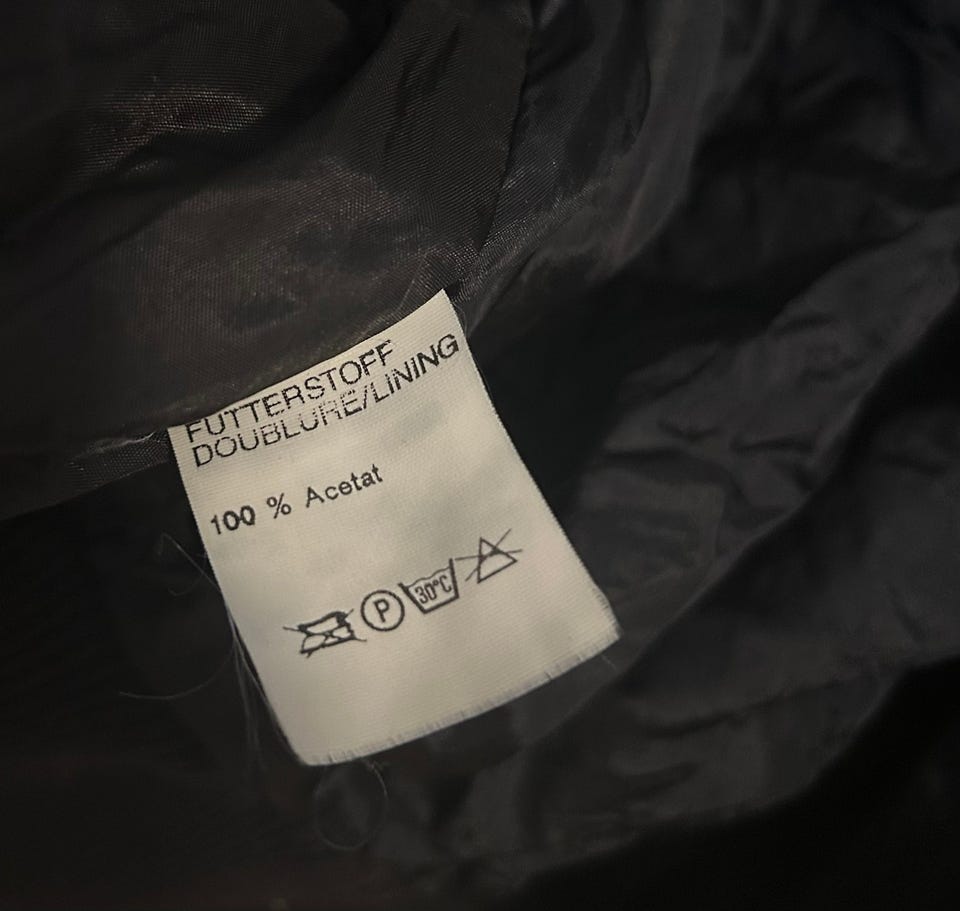 FUTTERSTOFF
DOUBLURE/LINING
100 % Acetat
P 30°C